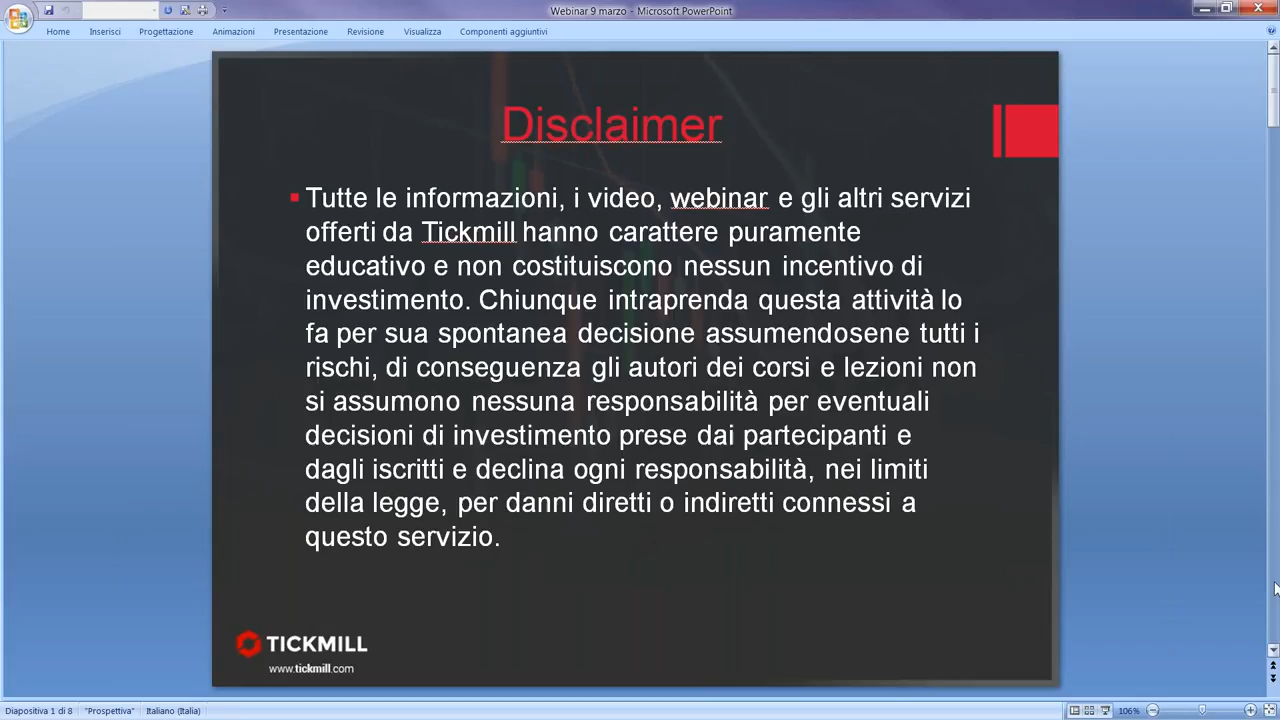 Webinar 9 marzo - Microsoft PowerPoint
Home Inserisci Progettazione Animazioni Presentazione Revisione Visualizza Componenti aggiuntivi
Disclaimer
Tutte le informazioni, i video, webinar e gli altri servizi
offerti da Tickmill hanno carattere puramente
educativo e non costituiscono nessun incentivo di
investimento. Chiunque intraprenda questa attività lo
fa per sua spontanea decisione assumendosene tutti i
rischi, di conseguenza gli autori dei corsi e lezioni non
si assumono nessuna responsabilità per eventuali
decisioni di investimento prese dai partecipanti e
dagli iscritti e declina ogni responsabilità, nei limiti
della legge, per danni diretti o indiretti connessi a
questo servizio.
TICKMILL
www.tickmill.com
Diapositiva 1 di 8 "Prospettiva" Italiano (Italia) 106%